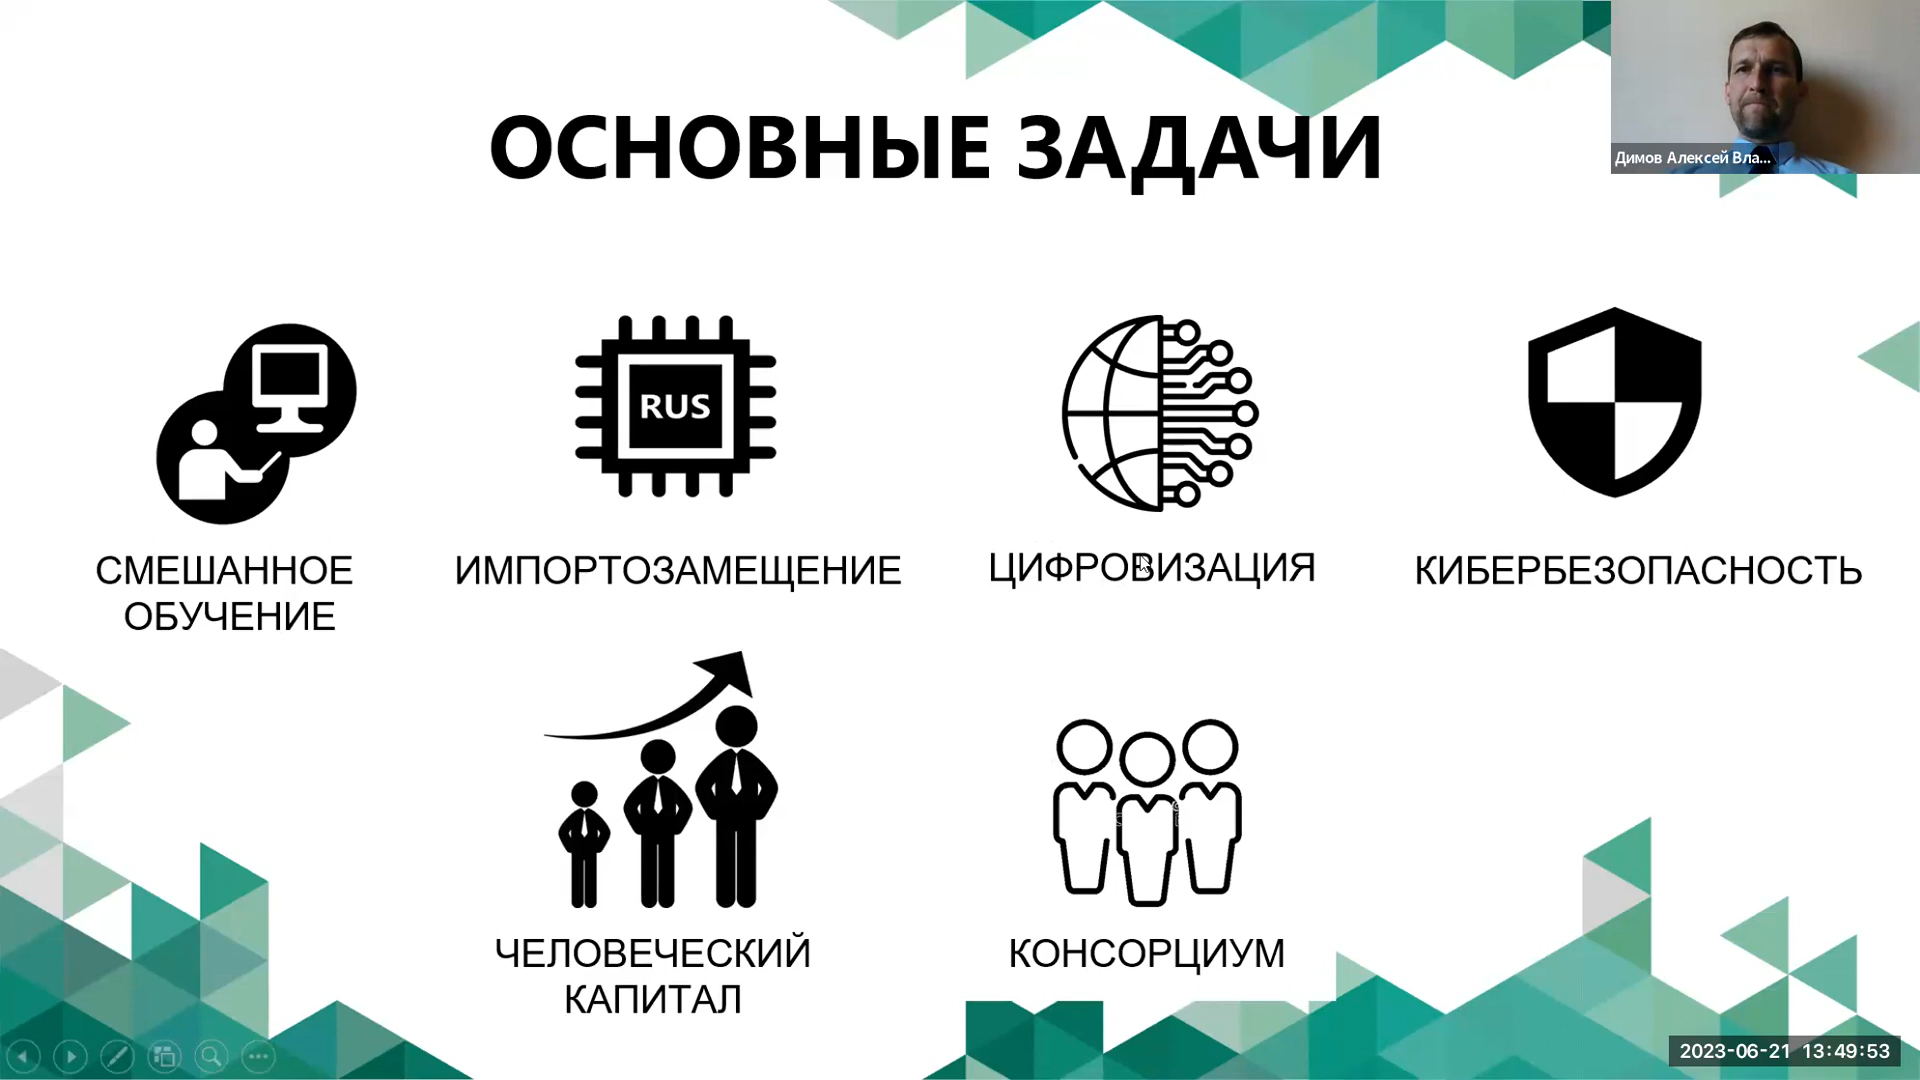 ОСНОВНЫЕ ЗАДАЧИ
Димов Алексей Вла...
RUS
СМЕШАННОЕ
ОБУЧЕНИЕ
ИМПОРТОЗАМЕЩЕНИЕ
ЦИФРОВИЗАЦИЯ
КИБЕРБЕЗОПАСНОСТЬ
ЧЕЛОВЕЧЕСКИЙ
КАПИТАЛ
КОНСОРЦИУМ
2023-06-21 13:49:53